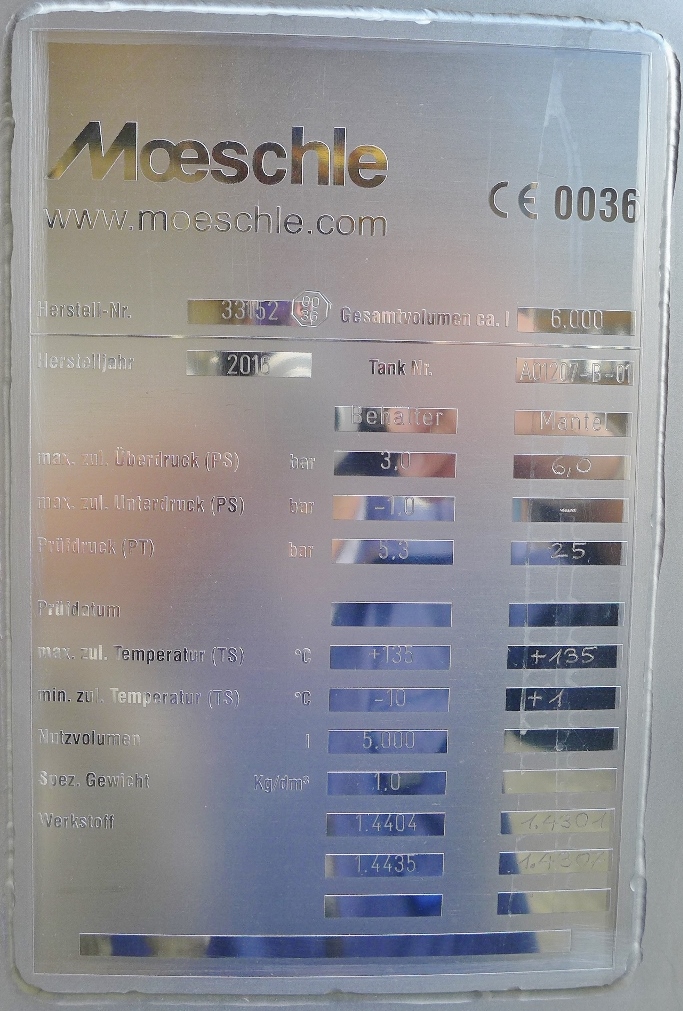 Mœschle
www.moeschle.com
CE 0036
Herstell-Nr. 33152 Gesamtvolumen ca. l 6.000
Herstelljahr 2016 Tank Nr.
Behälter Mantel
max. zul. Überdruck (PS) bar 3,0 6,0
max. zul. Unterdruck (PS) bar -1,0 -
Prüfdruck (PT) bar 5,3 25
Prüfdatum
max. zul. Temperatur (TS) °C +135
min. zul. Temperatur (TS) °C -10 +1
Nutzvolumen l 5.000
Spez. Gewicht Kg/dm³ 1.0
Werkstoff 1.4404 1.4301
1.4435